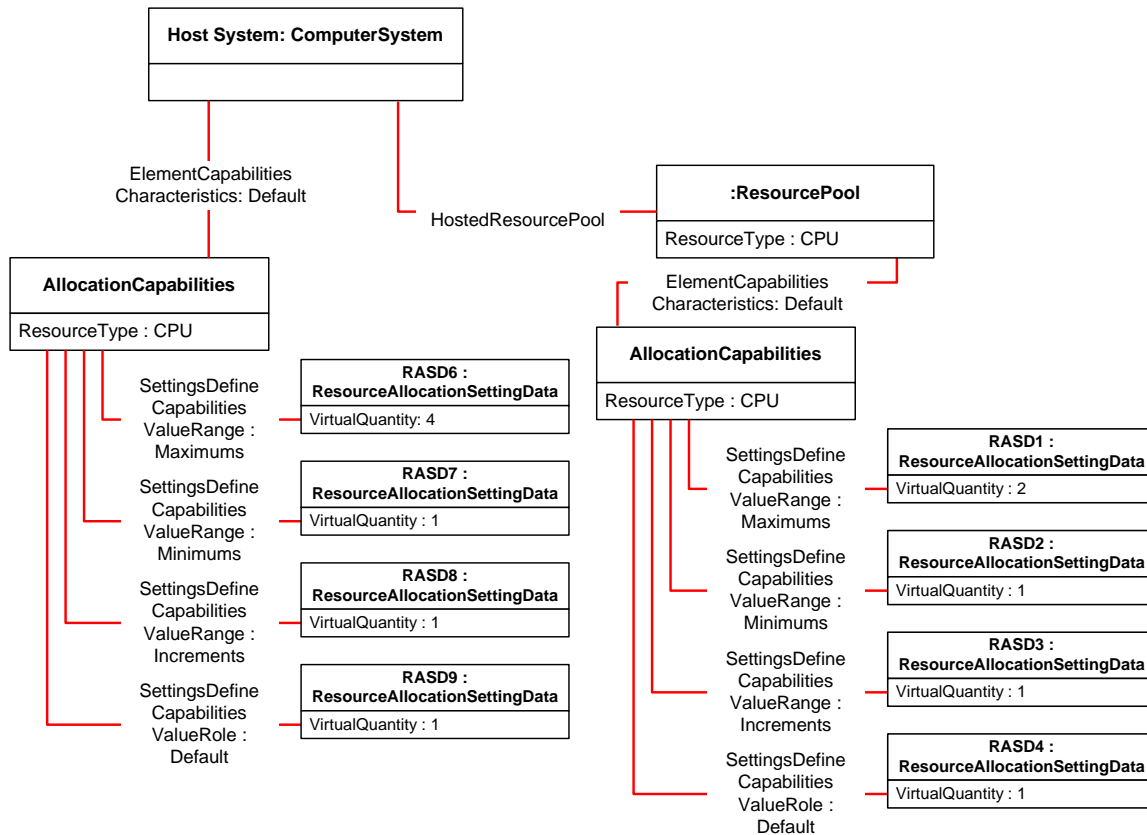 Host System: ComputerSystem
ElementCapabilities
Characteristics: Default
HostedResourcePool
:ResourcePool
ResourceType : CPU
ElementCapabilities
Characteristics: Default
AllocationCapabilities
ResourceType : CPU
SettingsDefine
Capabilities
ValueRange :
Maximums
RASD6 :
ResourceAllocationSettingData
VirtualQuantity: 4
SettingsDefine
Capabilities
ValueRange :
Minimums
RASD7 :
ResourceAllocationSettingData
VirtualQuantity : 1
SettingsDefine
Capabilities
ValueRange :
Increments
RASD8 :
ResourceAllocationSettingData
VirtualQuantity : 1
SettingsDefine
Capabilities
ValueRole :
Default
RASD9 :
ResourceAllocationSettingData
VirtualQuantity : 1
AllocationCapabilities
ResourceType : CPU
SettingsDefine
Capabilities
ValueRange :
Maximums
RASD1 :
ResourceAllocationSettingData
VirtualQuantity : 2
SettingsDefine
Capabilities
ValueRange :
Minimums
RASD2 :
ResourceAllocationSettingData
VirtualQuantity : 1
SettingsDefine
Capabilities
ValueRange :
Increments
RASD3 :
ResourceAllocationSettingData
VirtualQuantity : 1
SettingsDefine
Capabilities
ValueRole :
Default
RASD4 :
ResourceAllocationSettingData
VirtualQuantity : 1